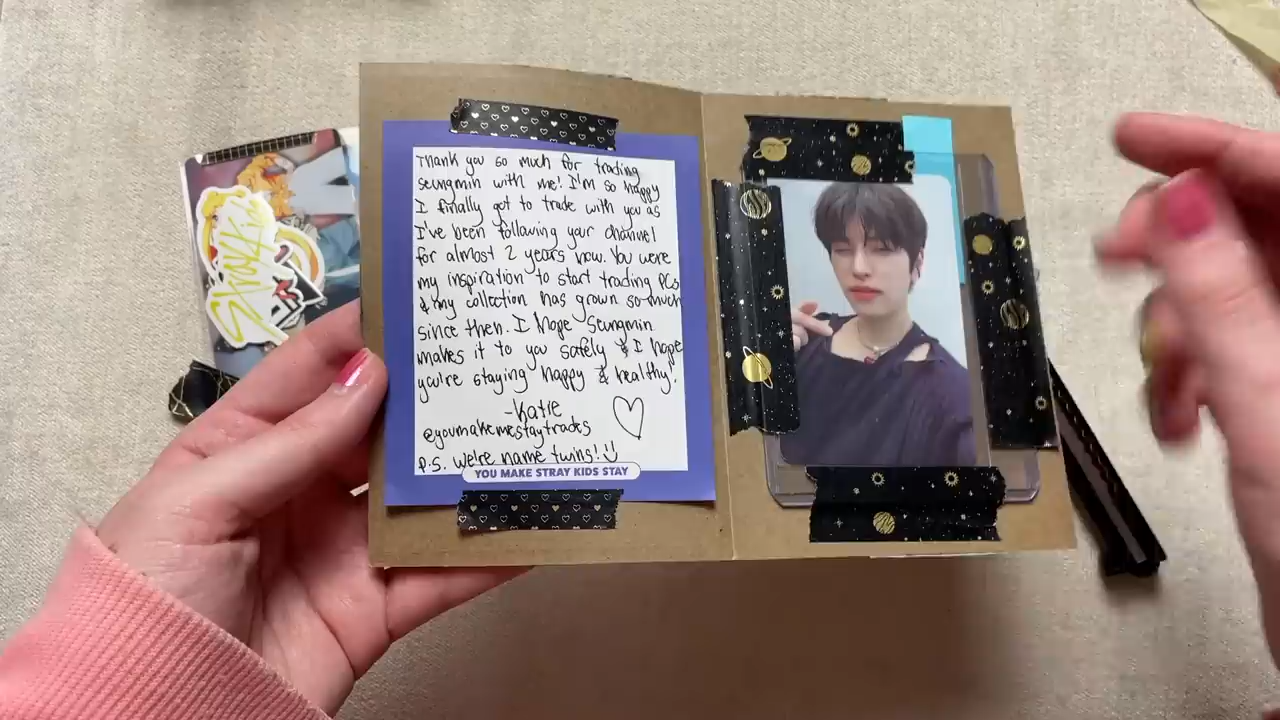 Stray Kids
Thank you so much for trading
seungmin with me! I'm so happy
I finally got to trade with you as
I've been following your channel
for almost 2 years now. You were
my inspiration to start trading PCs
& my collection has grown so much
since then. I hope Seungmin
makes it to you safely & I hope
you're staying happy & healthy!
-Katie
@youmakemestaytrades
p.s. we're name twins! :)
YOU MAKE STRAY KIDS STAY